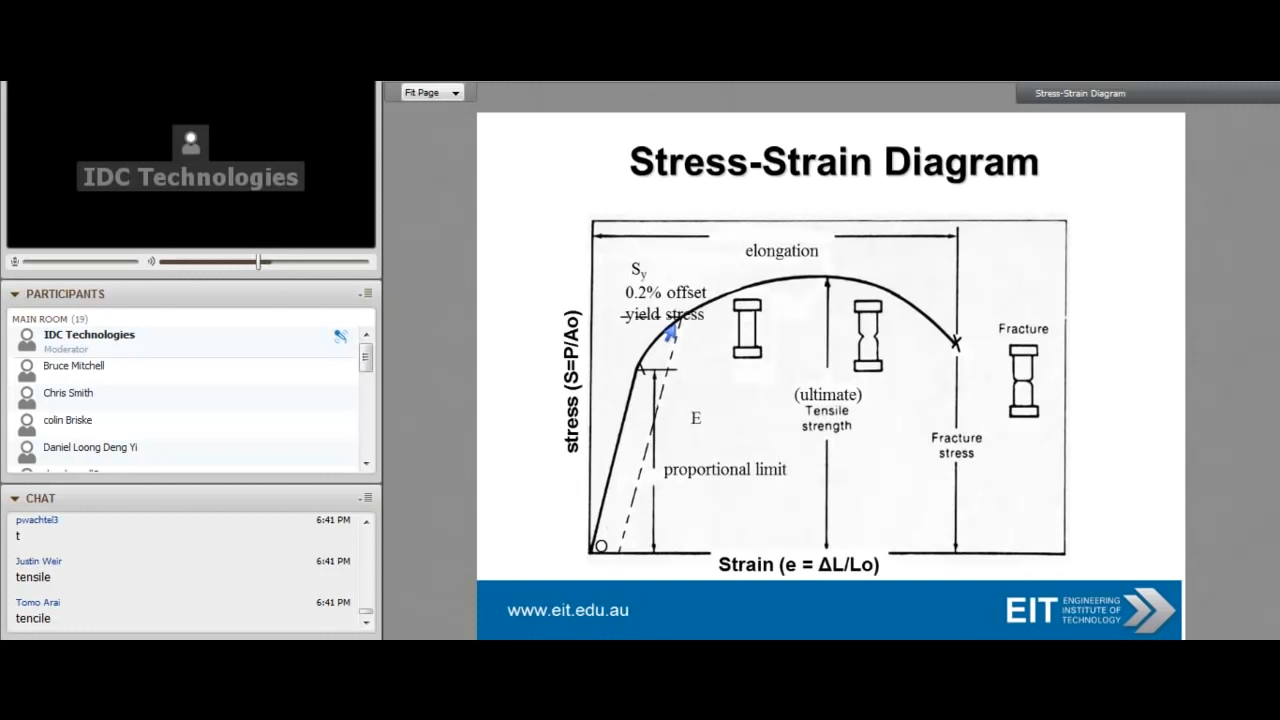 Fit Page
Stress-Strain Diagram
IDC Technologies
PARTICIPANTS
MAIN ROOM (19)
IDC Technologies
Moderator
Bruce Mitchell
Chris Smith
colin Briske
Daniel Loong Deng Yi
CHAT
pwachtel3 6:41 PM
t
Justin Weir 6:41 PM
tensile
Tomo Arai 6:41 PM
tencile
Stress-Strain Diagram
elongation
Sy
0.2% offset
yield stress
Fracture
stress (S=P/Ao)
A
(ultimate)
Tensile
strength
E
Fracture
stress
proportional limit
O
Strain (e = ΔL/Lo)
www.eit.edu.au
EIT
ENGINEERING
INSTITUTE OF
TECHNOLOGY